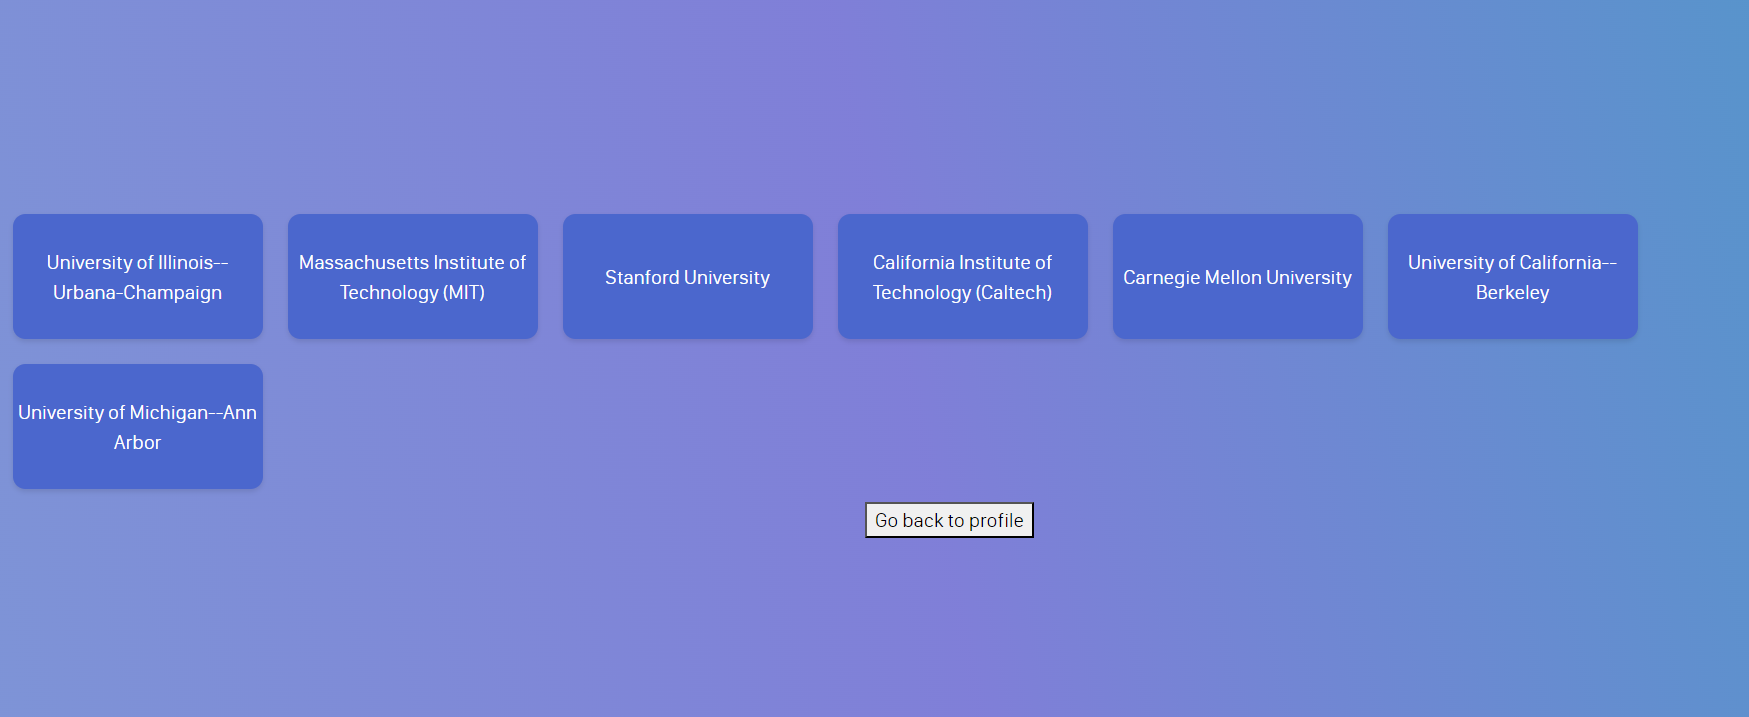 University of Illinois--
Urbana-Champaign
Massachusetts Institute of
Technology (MIT)
Stanford University
California Institute of
Technology (Caltech)
Carnegie Mellon University
University of California--
Berkeley
University of Michigan--Ann
Arbor
Go back to profile